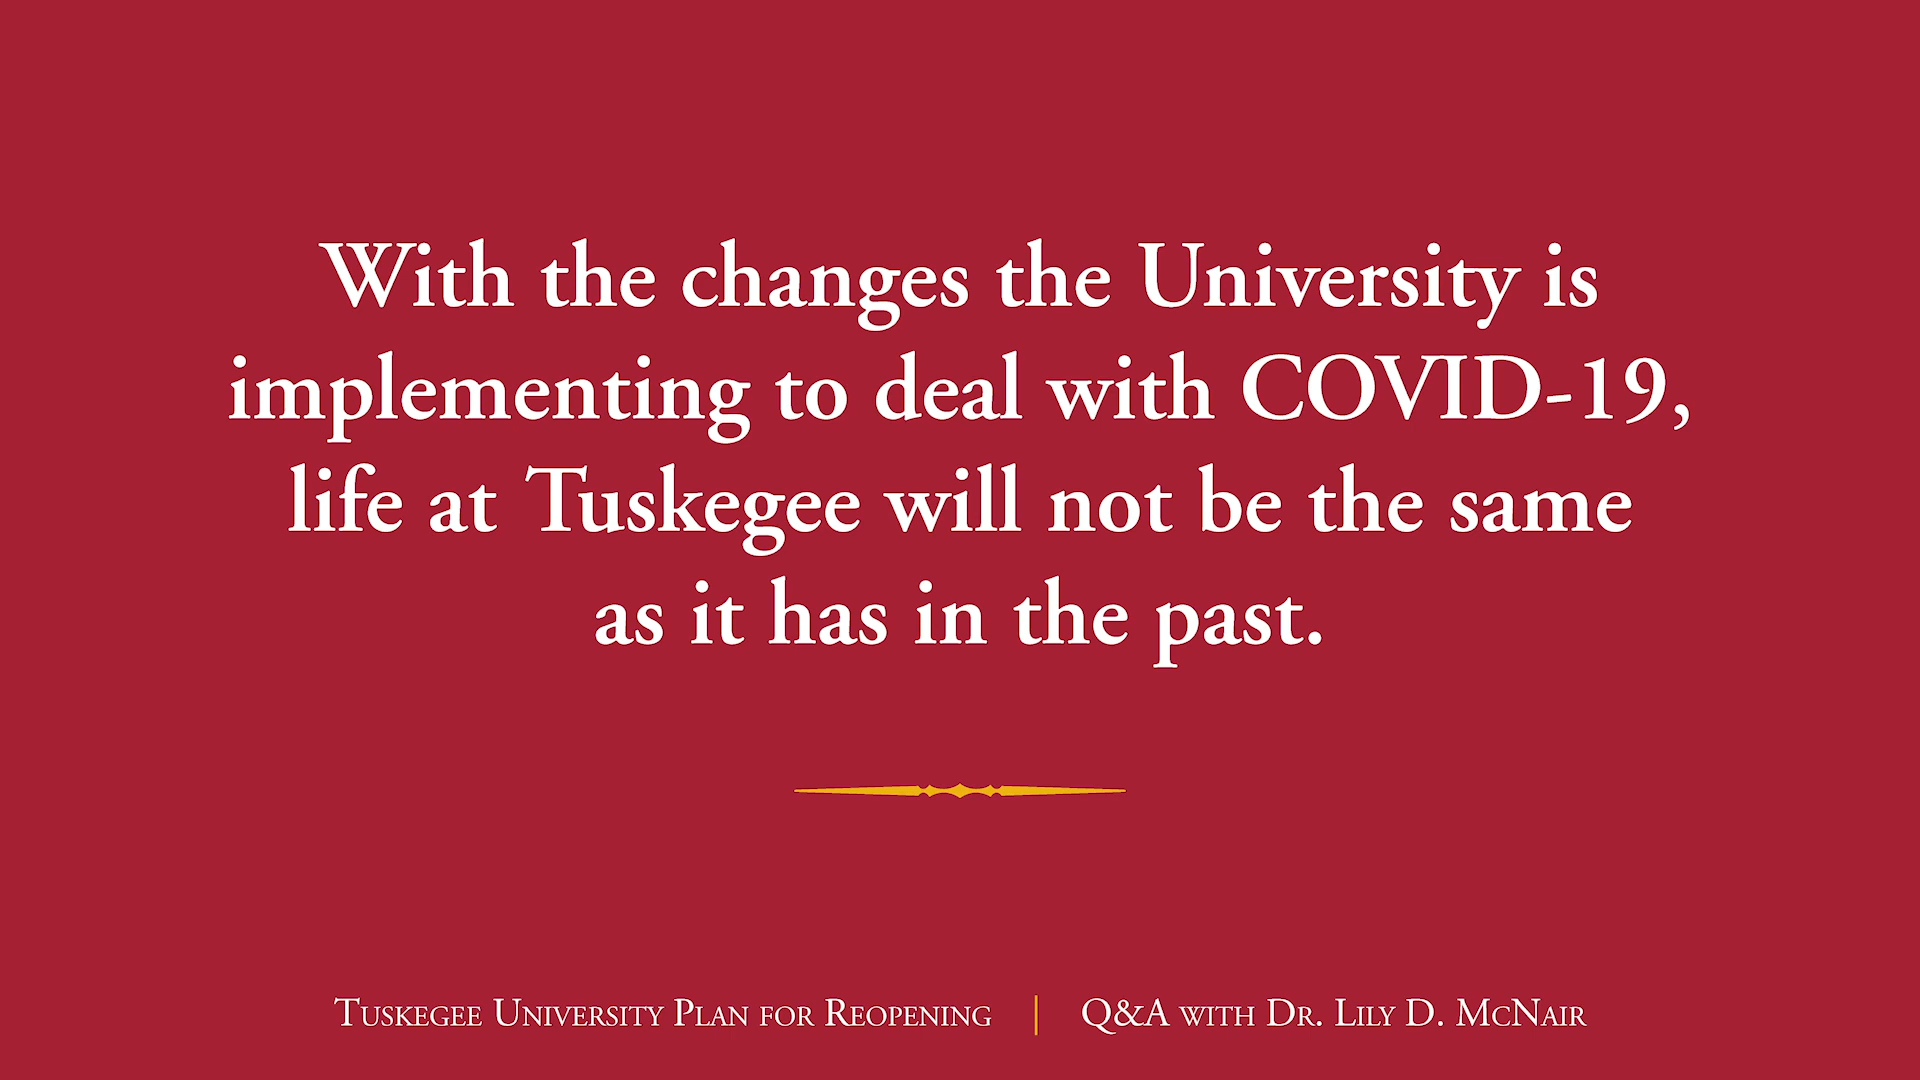 With the changes the University is
implementing to deal with COVID-19,
life at Tuskegee will not be the same
as it has in the past.
Tuskegee University Plan for Reopening | Q&A with Dr. Lily D. McNair